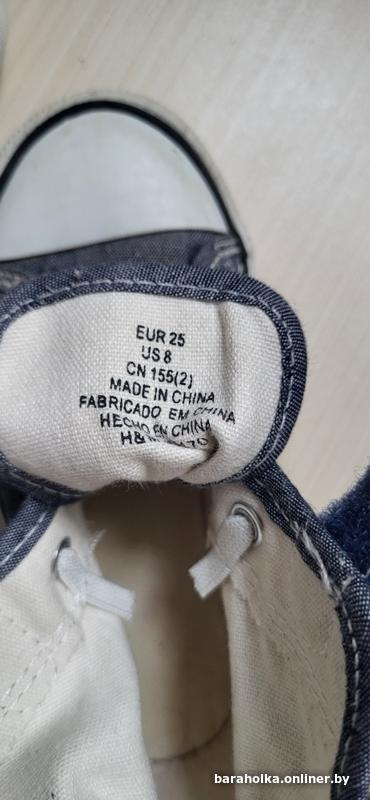 EUR 25
US 8
CN 155(2)
MADE IN CHINA
FABRICADO EM CHINA
HECHO EN CHINA
H&
baraholka.onliner.by